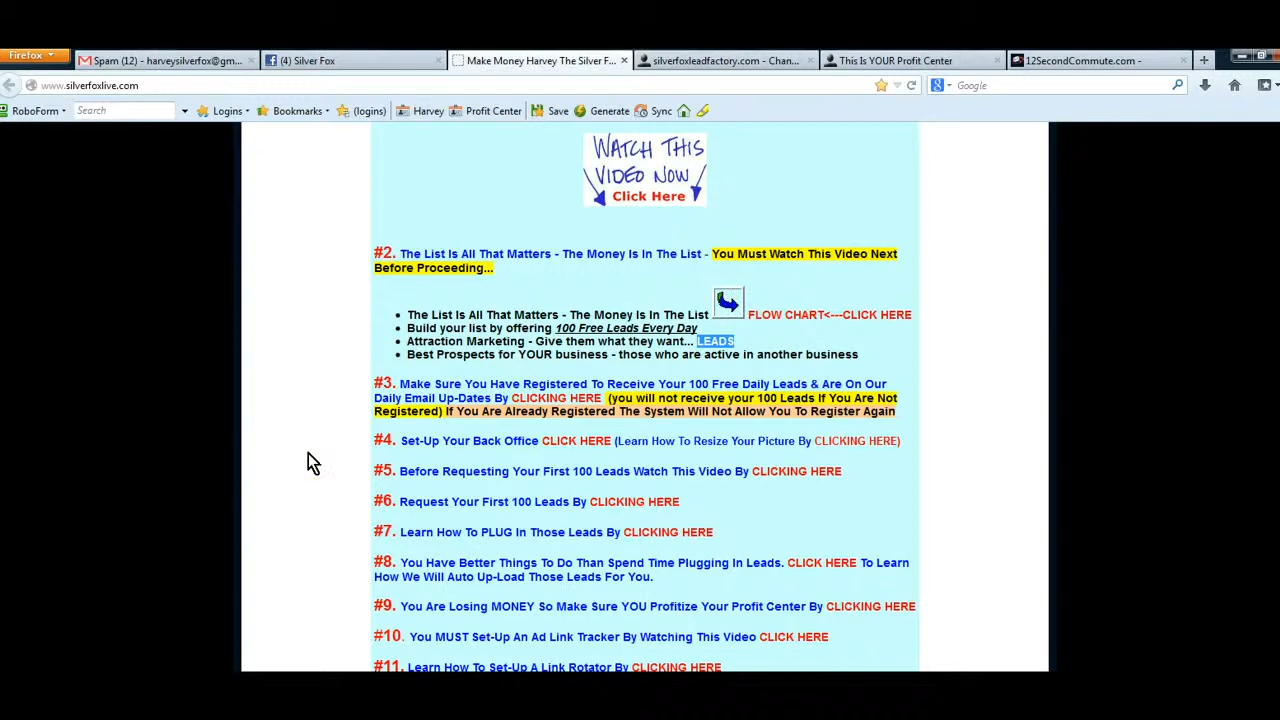 Firefox
Spam (12) - harveysilverfox@gm...
(4) Silver Fox
Make Money Harvey The Silver F...
silverfoxleadfactory.com - Chan...
This Is YOUR Profit Center
12SecondCommute.com -
www.silverfoxlive.com
Google
RoboForm
Search
Logins
Bookmarks
(logins)
Harvey
Profit Center
Save
Generate
Sync
WATCH THIS
VIDEO NOW
Click Here
#2. The List Is All That Matters - The Money Is In The List - You Must Watch This Video Next
Before Proceeding...
The List Is All That Matters - The Money Is In The List FLOW CHART<---CLICK HERE
Build your list by offering 100 Free Leads Every Day
Attraction Marketing - Give them what they want... LEADS
Best Prospects for YOUR business - those who are active in another business
#3. Make Sure You Have Registered To Receive Your 100 Free Daily Leads & Are On Our
Daily Email Up-Dates By CLICKING HERE (you will not receive your 100 Leads If You Are Not
Registered) If You Are Already Registered The System Will Not Allow You To Register Again
#4. Set-Up Your Back Office CLICK HERE (Learn How To Resize Your Picture By CLICKING HERE)
#5. Before Requesting Your First 100 Leads Watch This Video By CLICKING HERE
#6. Request Your First 100 Leads By CLICKING HERE
#7. Learn How To PLUG In Those Leads By CLICKING HERE
#8. You Have Better Things To Do Than Spend Time Plugging In Leads. CLICK HERE To Learn
How We Will Auto Up-Load Those Leads For You.
#9. You Are Losing MONEY So Make Sure YOU Profitize Your Profit Center By CLICKING HERE
#10. You MUST Set-Up An Ad Link Tracker By Watching This Video CLICK HERE
#11. Learn How To Set-Up A Link Rotator By CLICKING HERE